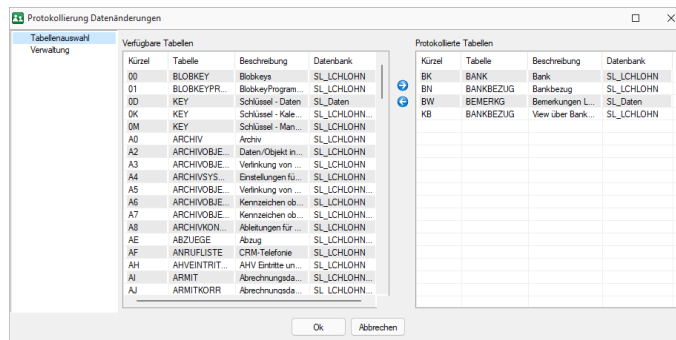 Protokollierung Datenänderungen
Tabellenauswahl
Verwaltung
Verfügbare Tabellen
Kürzel Tabelle Beschreibung Datenbank
00 BLOBKEY Blobkeys SL_LCHLOHN
01 BLOBKEYPR... BlobkeyProgram... SL_LCHLOHN
0D KEY Schlüssel - Daten SL_Daten
0K KEY Schlüssel - Kale... SL_LCHLOHN...
0M KEY Schlüssel - Man... SL_LCHLOHN
A0 ARCHIV Archiv SL_LCHLOHN
A2 ARCHIVOBJE... Daten/Objekt in... SL_LCHLOHN...
A3 ARCHIVOBJE... Verlinkung von ... SL_LCHLOHN
A4 ARCHIVSYS... Einstellungen fü... SL_LCHLOHN
A5 ARCHIVOBJE... Verlinkung von ... SL_LCHLOHN...
A6 ARCHIVOBJE... Kennzeichen ob... SL_LCHLOHN
A7 ARCHIVOBJE... Kennzeichen ob... SL_LCHLOHN...
A8 ARCHIVKON... Ableitungen für ... SL_LCHLOHN...
AE ABZUEGE Abzug SL_LCHLOHN
AF ANRUFLISTE CRM-Telefonie SL_LCHLOHN
AH AHVEINTRIT... AHV Eintritte un... SL_LCHLOHN...
AI ARMIT Abrechnungsda... SL_LCHLOHN...
AJ ARMITKORR Abrechnungsda... SL_LCHLOHN...
Protokollierte Tabellen
Kürzel Tabelle Beschreibung Datenbank
BK BANK Bank SL_LCHLOHN
BN BANKBEZUG Bankbezug SL_LCHLOHN
BW BEMERKG Bemerkungen L... SL_Daten
KB BANKBEZUG View über Bank... SL_LCHLOHN
Ok Abbrechen